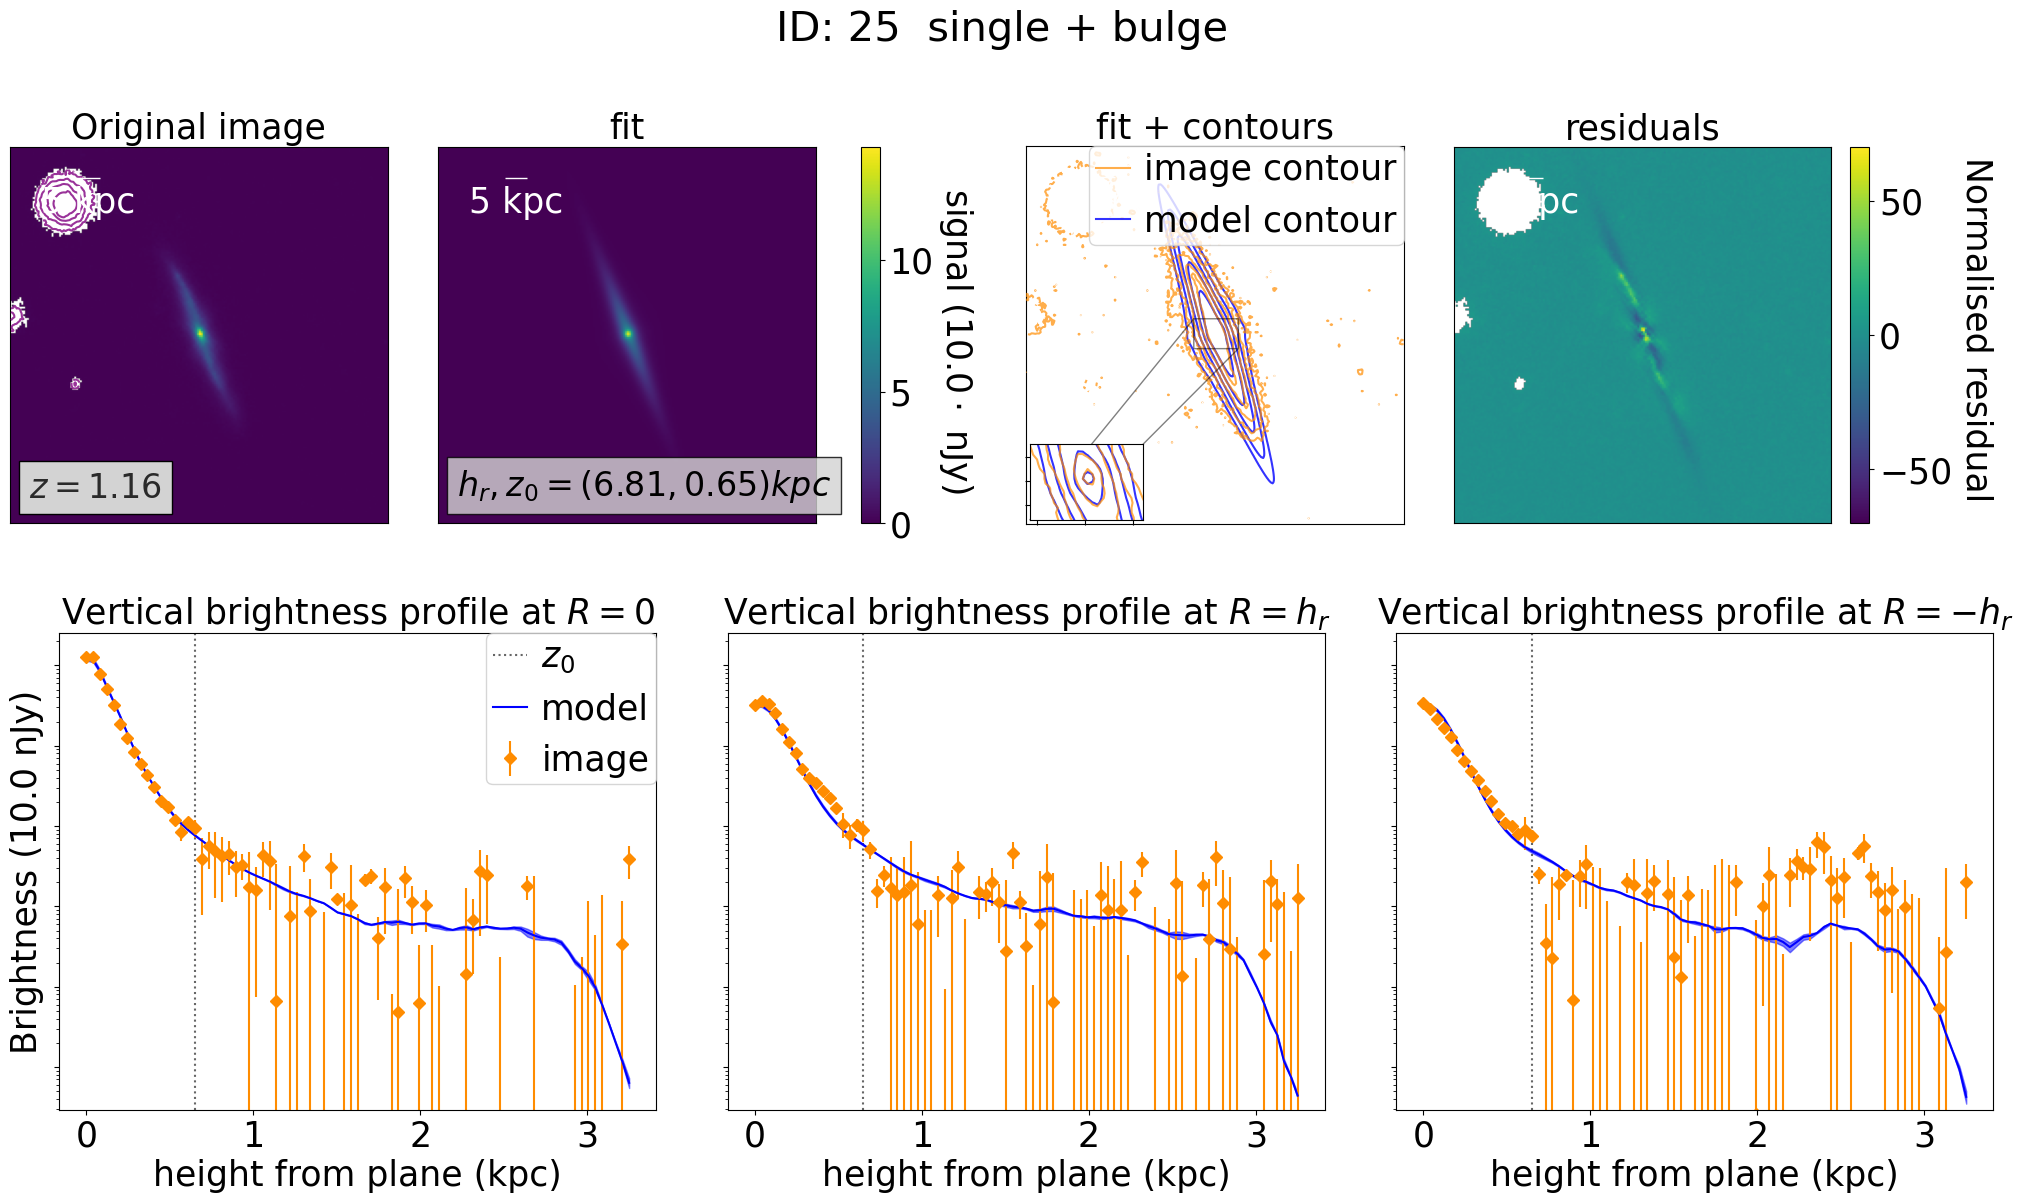 ID: 25  single + bulge
Original image
fit
fit + contours
residuals
kpc
5 kpc
image contour
model contour
pc
z = 1.16
h_r, z_0 = (6.81, 0.65)kpc
10
5
0
signal (10.0 · nJy)
50
0
−50
Normalised residual
Vertical brightness profile at R = 0
Vertical brightness profile at R = h_r
Vertical brightness profile at R = −h_r
z_0
model
image
Brightness (10.0 nJy)
0 1 2 3
0 1 2 3
0 1 2 3
height from plane (kpc)
height from plane (kpc)
height from plane (kpc)